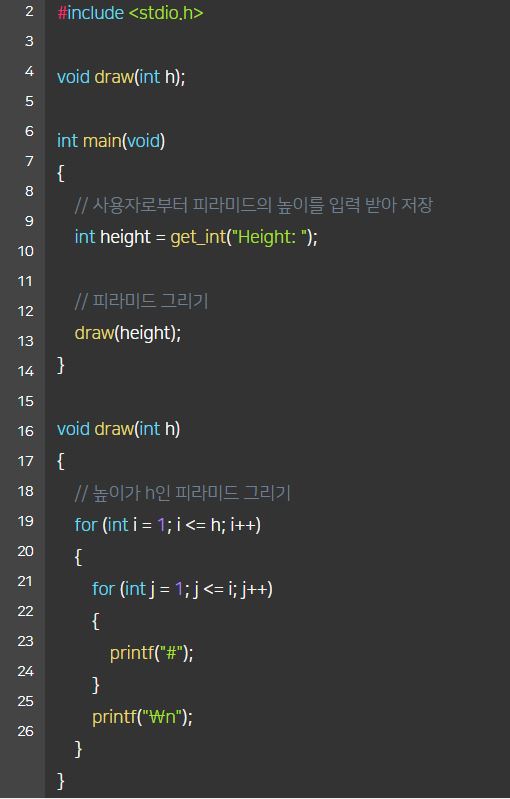 2 #include <stdio.h>
3
4 void draw(int h);
5
6 int main(void)
7 {
8     // 사용자로부터 피라미드의 높이를 입력 받아 저장
9     int height = get_int("Height: ");
10
11     // 피라미드 그리기
12     draw(height);
13 }
14
15 void draw(int h)
16 {
17     // 높이가 h인 피라미드 그리기
18     for (int i = 1; i <= h; i++)
19     {
20         for (int j = 1; j <= i; j++)
21         {
22             printf("#");
23         }
24         printf("₩n");
25     }
26 }